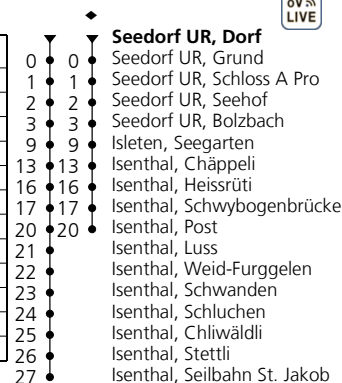 OV
LIVE
Seedorf UR, Dorf
0 0 Seedorf UR, Grund
1 1 Seedorf UR, Schloss A Pro
2 2 Seedorf UR, Seehof
3 3 Seedorf UR, Bolzbach
9 9 Isleten, Seegarten
13 13 Isenthal, Chäppeli
16 16 Isenthal, Heissrüti
17 17 Isenthal, Schwybogenbrücke
20 20 Isenthal, Post
21 Isenthal, Luss
22 Isenthal, Weid-Furggelen
23 Isenthal, Schwanden
24 Isenthal, Schluchen
25 Isenthal, Chliwäldli
26 Isenthal, Stettli
27 Isenthal, Seilbahn St. Jakob